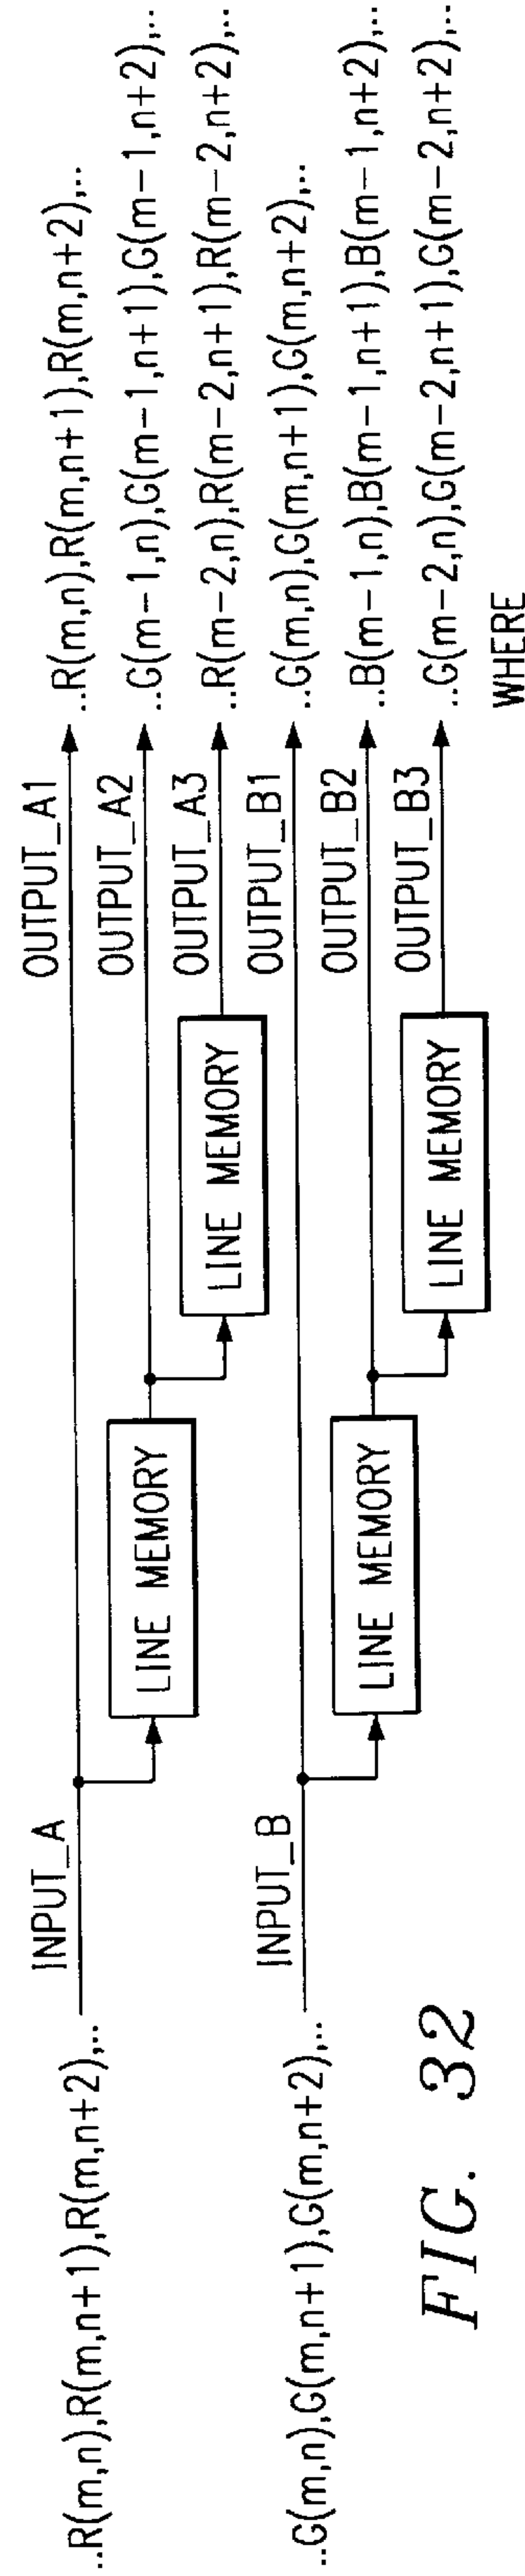 INPUT_A
..R(m,n),R(m,n+1),R(m,n+2),..
LINE MEMORY
LINE MEMORY
OUTPUT_A1
..R(m,n),R(m,n+1),R(m,n+2),..
OUTPUT_A2
..G(m-1,n),G(m-1,n+1),G(m-1,n+2),..
OUTPUT_A3
..R(m-2,n),R(m-2,n+1),R(m-2,n+2),..
INPUT_B
..G(m,n),G(m,n+1),G(m,n+2),..
LINE MEMORY
LINE MEMORY
OUTPUT_B1
..G(m,n),G(m,n+1),G(m,n+2),..
OUTPUT_B2
..B(m-1,n),B(m-1,n+1),B(m-1,n+2),..
OUTPUT_B3
..G(m-2,n),G(m-2,n+1),G(m-2,n+2),..
WHERE
FIG. 32